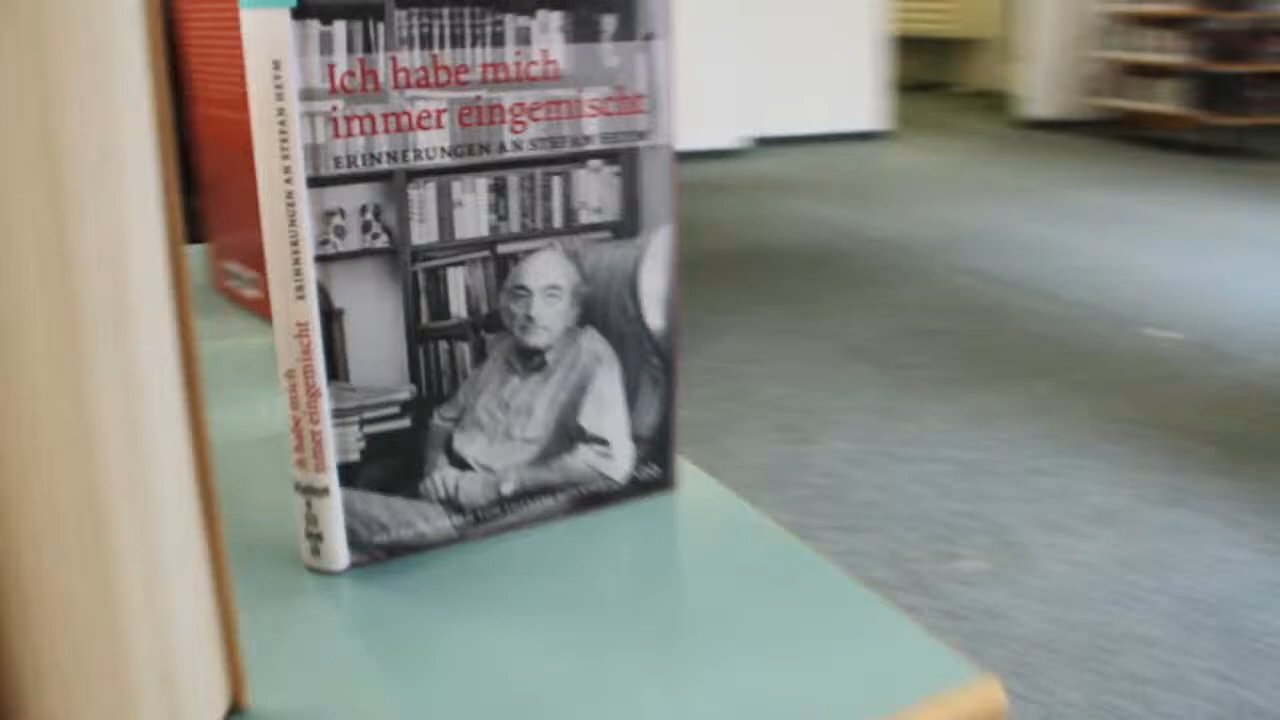 Ich habe mich
immer eingemischt
ERINNERUNGEN AN STEFAN HEYM
ERINNERUNGEN AN STEFAN HEYM
Ich habe mich
immer eingemischt